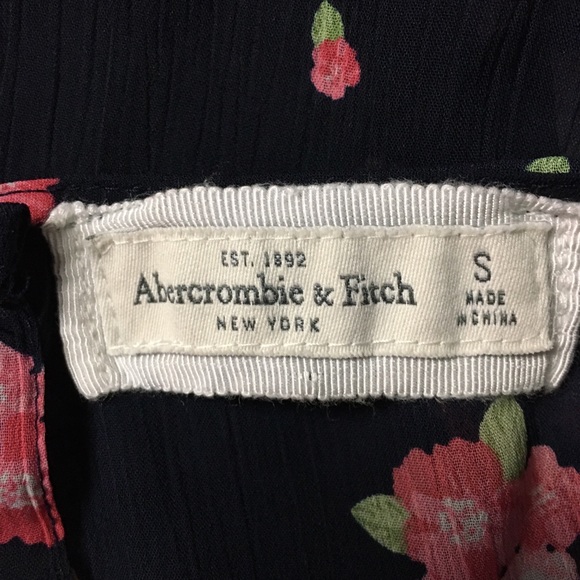 EST. 1892
Abercrombie & Fitch
NEW YORK
S
MADE
IN CHINA